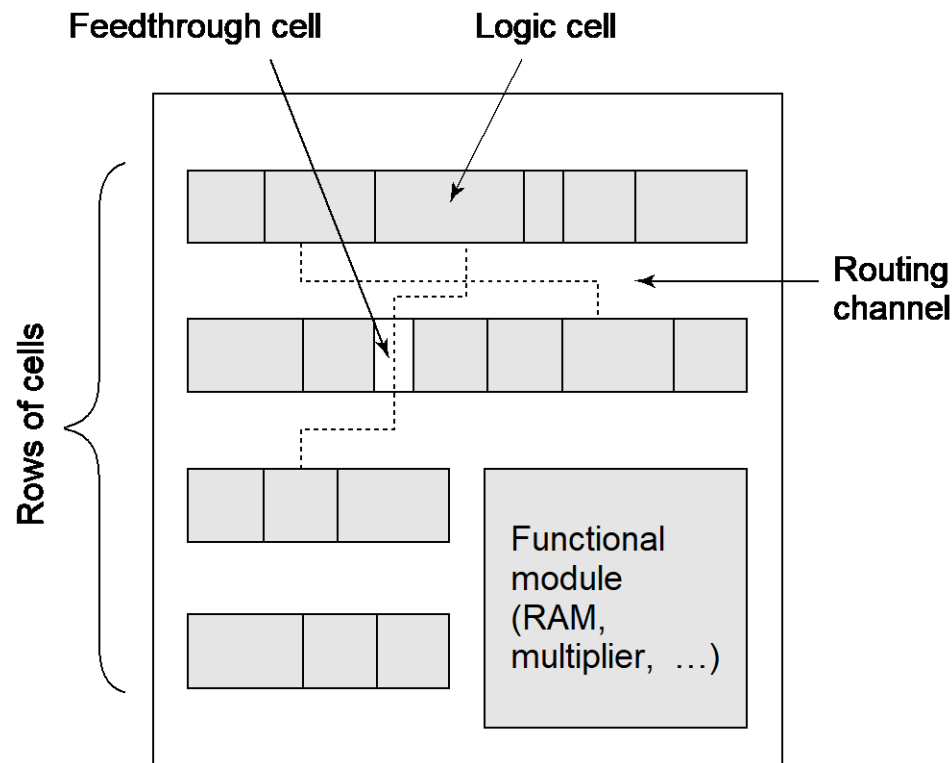 Feedthrough cell
Logic cell
Routing
channel
Rows of cells
Functional
module
(RAM,
multiplier, …)